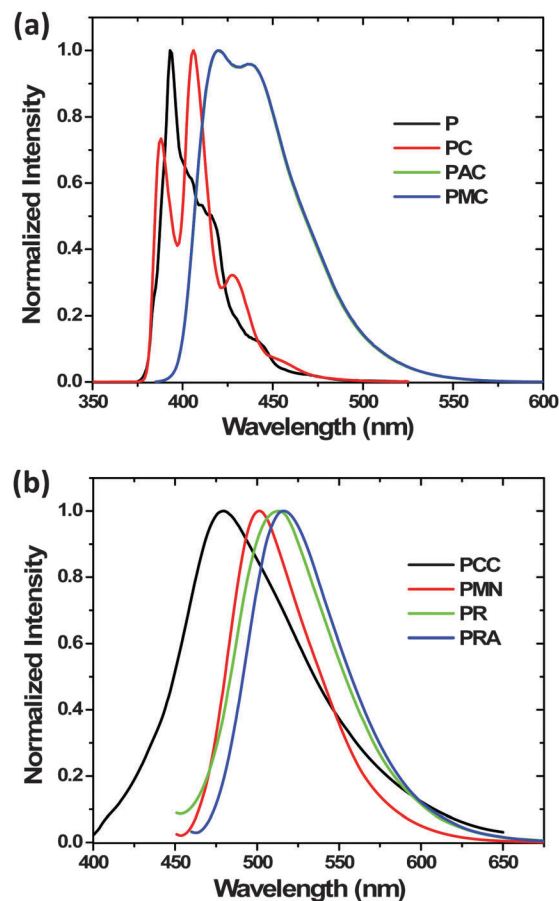 (a)
1.0
0.8
0.6
0.4
0.2
0.0
Normalized Intensity
P
PC
PAC
PMC
350 400 450 500 550 600
Wavelength (nm)
(b)
1.0
0.8
0.6
0.4
0.2
0.0
Normalized Intensity
PCC
PMN
PR
PRA
400 450 500 550 600 650
Wavelength (nm)